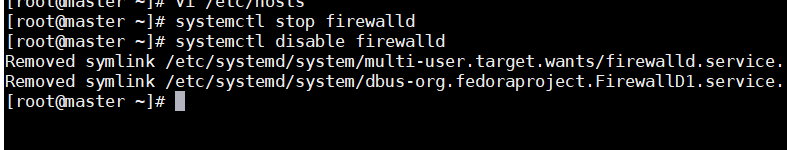 [root@master ~]# vi /etc/hosts
[root@master ~]# systemctl stop firewalld
[root@master ~]# systemctl disable firewalld
Removed symlink /etc/systemd/system/multi-user.target.wants/firewalld.service.
Removed symlink /etc/systemd/system/dbus-org.fedoraproject.FirewallD1.service.
[root@master ~]#